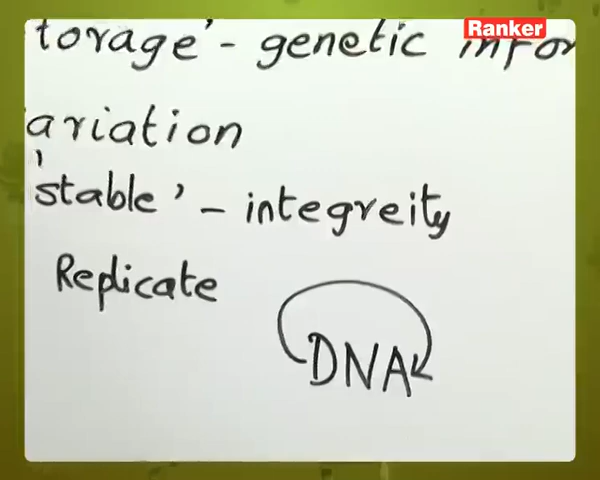 Ranker
torage' - genetic infor
ariation
'stable' - integreity
Replicate
DNA